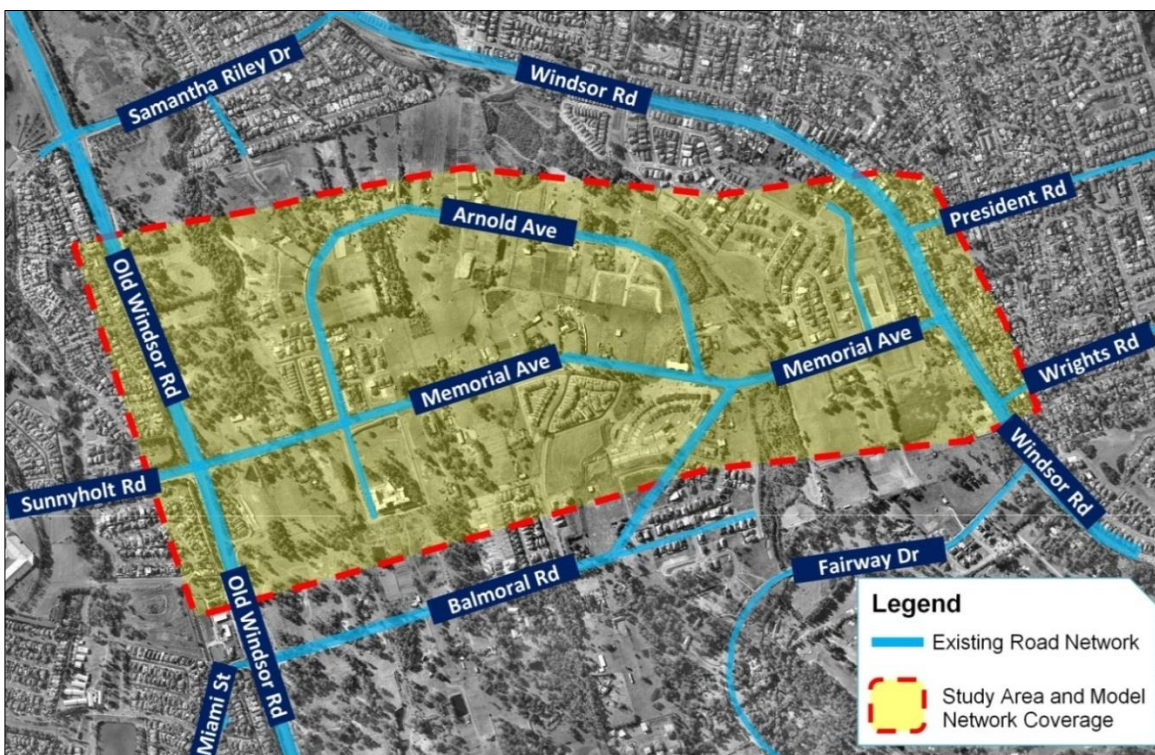 Samantha Riley Dr
Windsor Rd
President Rd
Arnold Ave
Old Windsor Rd
Memorial Ave
Memorial Ave
Wrights Rd
Sunnyholt Rd
Windsor Rd
Fairway Dr
Balmoral Rd
Old Windsor Rd
Miami St
Legend
Existing Road Network
Study Area and Model
Network Coverage